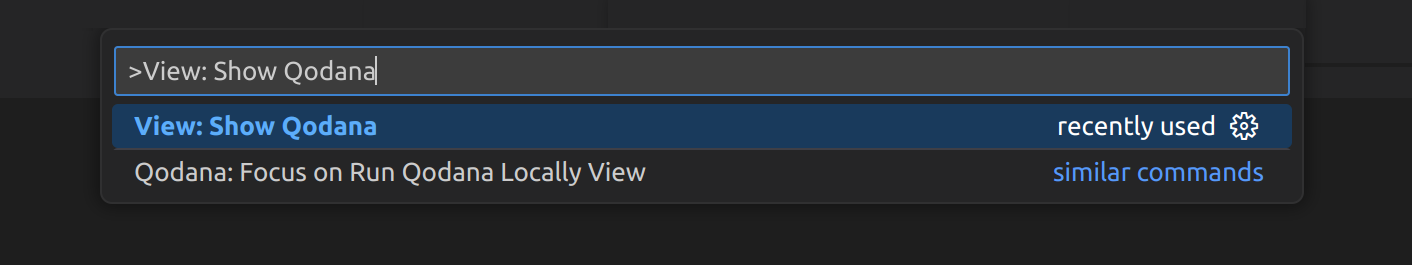 >View: Show Qodana
View: Show Qodana recently used
Qodana: Focus on Run Qodana Locally View similar commands